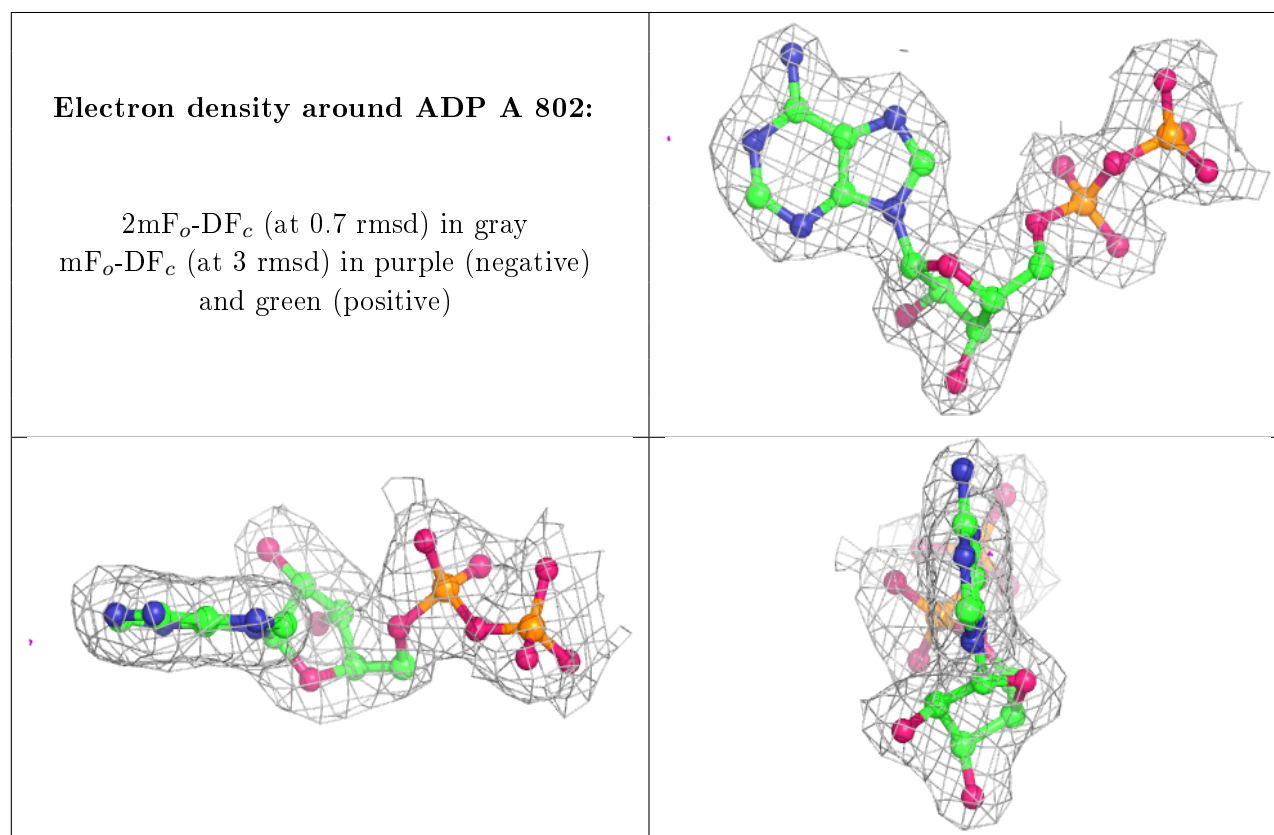 Electron density around ADP A 802:
2mFₒ-DF𝒸 (at 0.7 rmsd) in gray
mFₒ-DF𝒸 (at 3 rmsd) in purple (negative)
and green (positive)